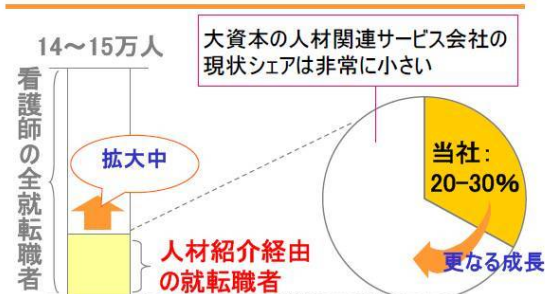 14～15万人
看護師の全就転職者
拡大中
人材紹介経由
の就転職者
大資本の人材関連サービス会社の
現状シェアは非常に小さい
当社：
20-30%
更なる成長